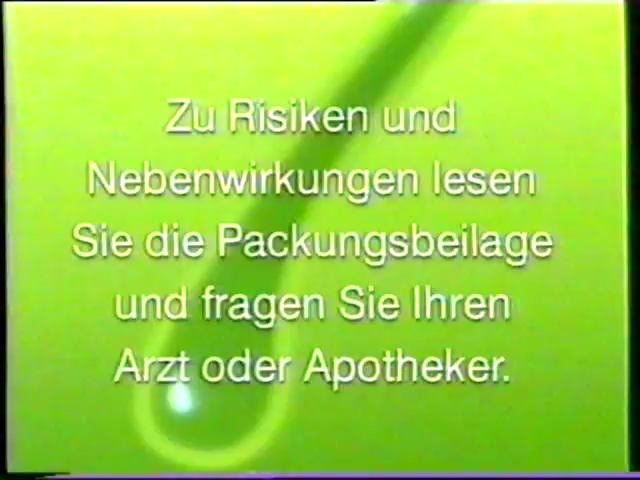 Zu Risiken und
Nebenwirkungen lesen
Sie die Packungsbeilage
und fragen Sie Ihren
Arzt oder Apotheker.